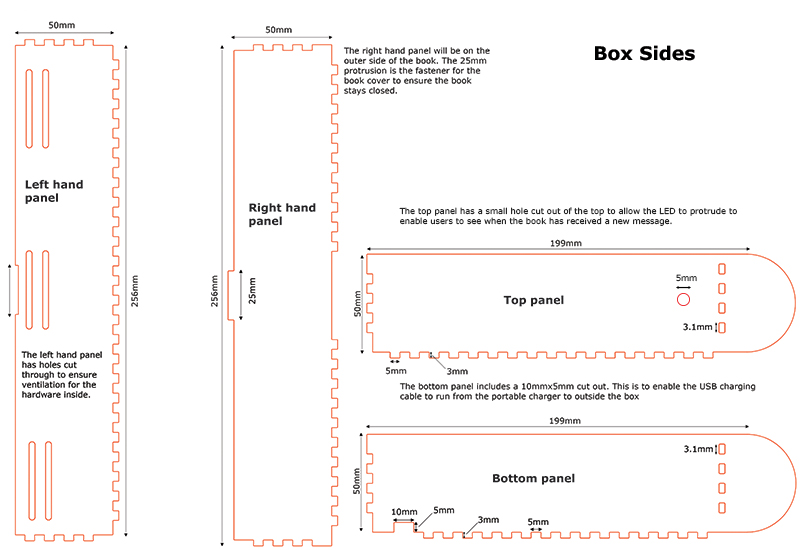 Box Sides
50mm
Left hand
panel
256mm
The left hand panel
has holes cut
through to ensure
ventilation for the
hardware inside.
50mm
The right hand panel will be on the
outer side of the book. The 25mm
protrusion is the fastener for the
book cover to ensure the book
stays closed.
Right hand
panel
256mm
25mm
The top panel has a small hole cut out of the top to allow the LED to protrude to
enable users to see when the book has received a new message.
199mm
50mm
Top panel
5mm
3.1mm
5mm
3mm
The bottom panel includes a 10mmx5mm cut out. This is to enable the USB charging
cable to run from the portable charger to outside the box
199mm
50mm
Bottom panel
3.1mm
10mm
5mm
3mm
5mm